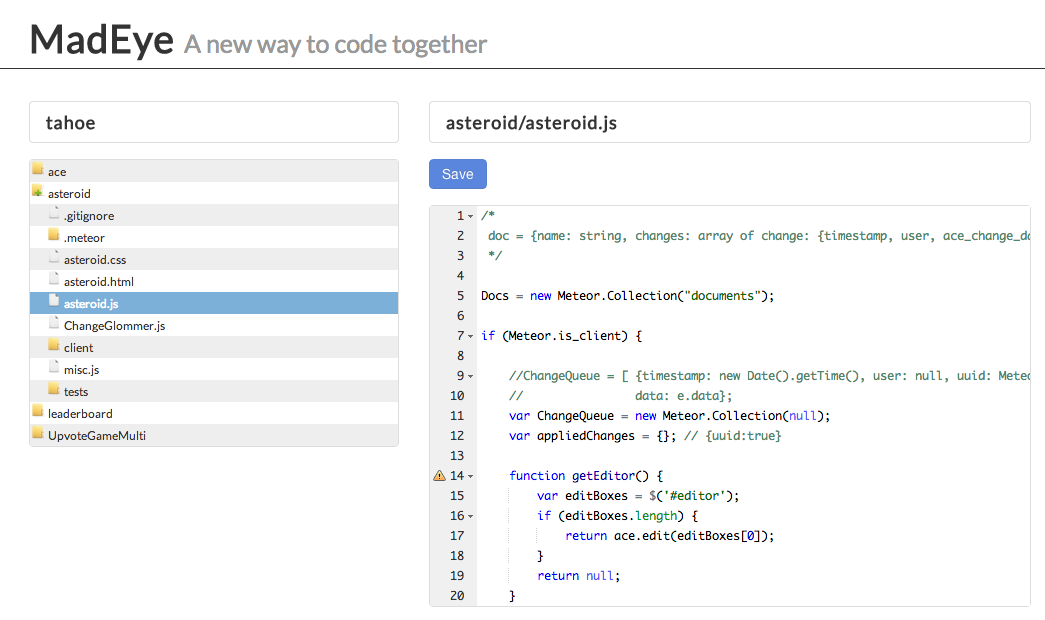 MadEye A new way to code together
tahoe
ace
asteroid
.gitignore
.meteor
asteroid.css
asteroid.html
asteroid.js
ChangeGlommer.js
client
misc.js
tests
leaderboard
UpvoteGameMulti
asteroid/asteroid.js
Save
1 /*
2 doc = {name: string, changes: array of change: {timestamp, user, ace_change_do
3 */
4
5 Docs = new Meteor.Collection("documents");
6
7 if (Meteor.is_client) {
8
9 //ChangeQueue = [ {timestamp: new Date().getTime(), user: null, uuid: Meteo
10 // data: e.data};
11 var ChangeQueue = new Meteor.Collection(null);
12 var appliedChanges = {}; // {uuid:true}
13
14 function getEditor() {
15 var editBoxes = $('#editor');
16 if (editBoxes.length) {
17 return ace.edit(editBoxes[0]);
18 }
19 return null;
20 }